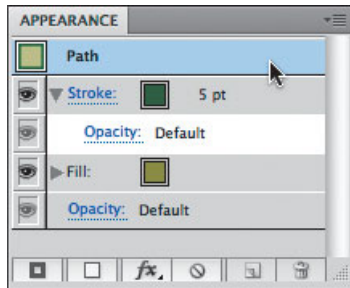 APPEARANCE
Path
Stroke: 5 pt
Opacity: Default
Fill:
Opacity: Default
fx